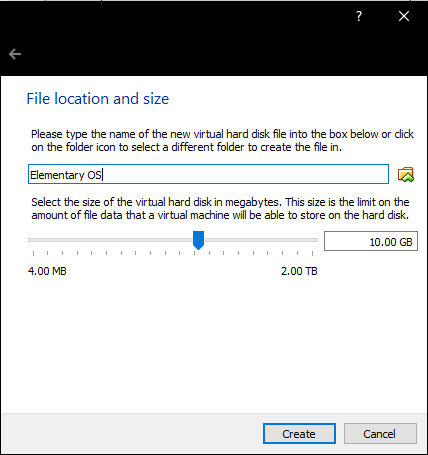 ?
File location and size
Please type the name of the new virtual hard disk file into the box below or click
on the folder icon to select a different folder to create the file in.
Elementary OS
Select the size of the virtual hard disk in megabytes. This size is the limit on the
amount of file data that a virtual machine will be able to store on the hard disk.
10.00 GB
4.00 MB 2.00 TB
Create Cancel